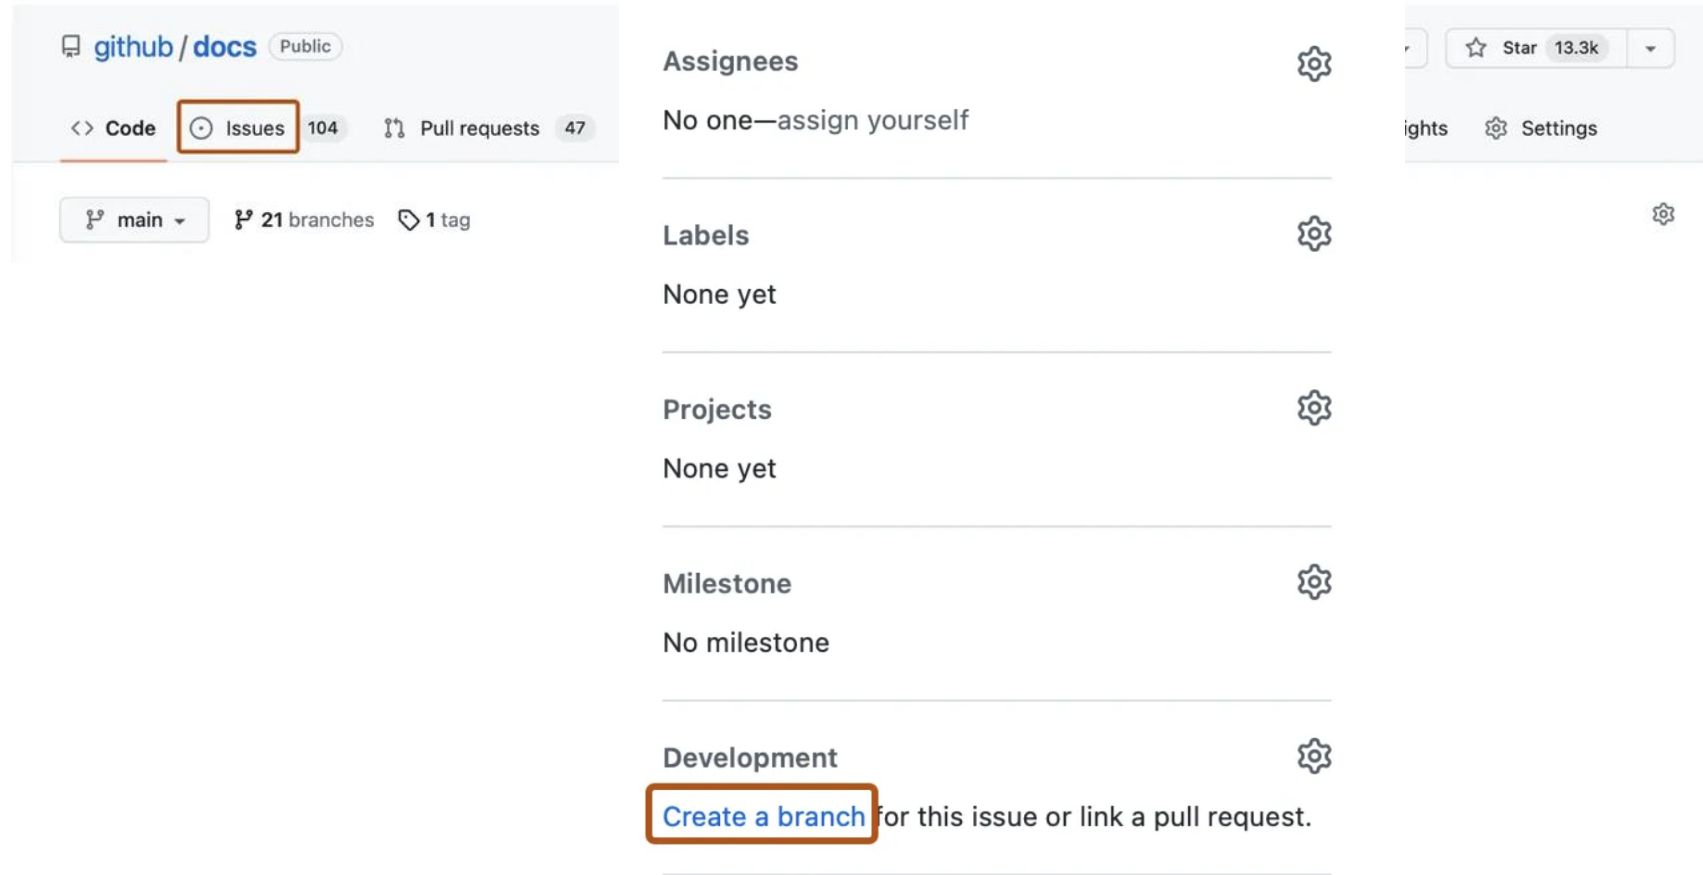 github / docs Public
Star 13.3k
<> Code Issues 104 Pull requests 47
ights Settings
main 21 branches 1 tag
Assignees
No one—assign yourself
Labels
None yet
Projects
None yet
Milestone
No milestone
Development
Create a branch for this issue or link a pull request.